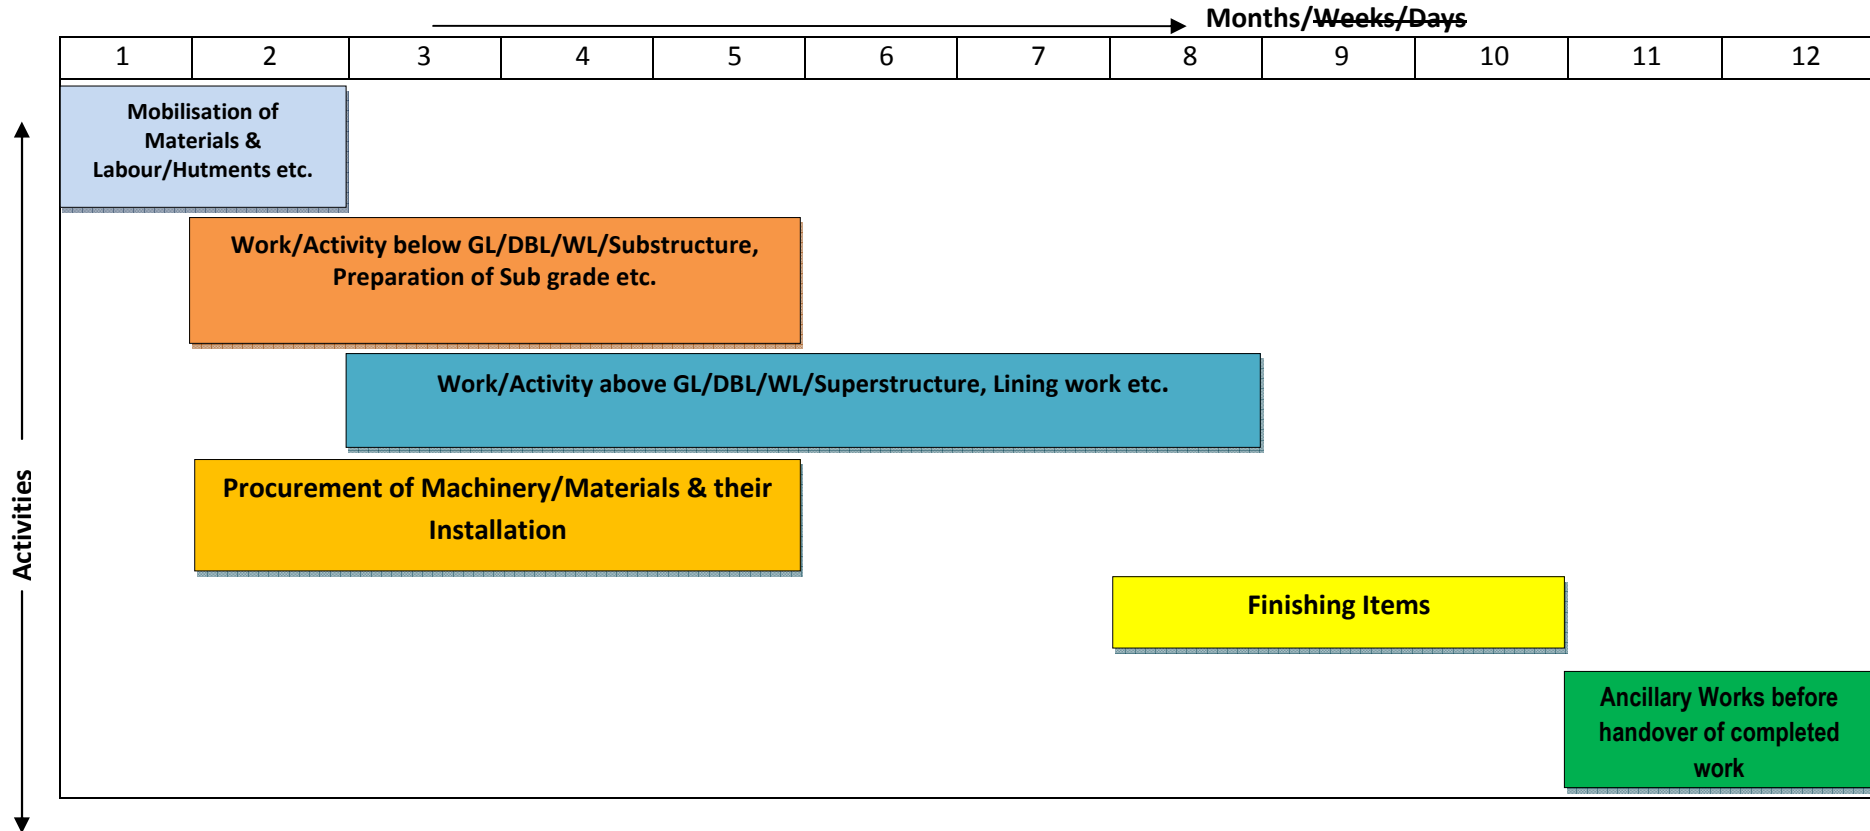 Months/Weeks/Days
1 2 3 4 5 6 7 8 9 10 11 12
Mobilisation of
Materials &
Labour/Hutments etc.
Work/Activity below GL/DBL/WL/Substructure,
Preparation of Sub grade etc.
Work/Activity above GL/DBL/WL/Superstructure, Lining work etc.
Procurement of Machinery/Materials & their
Installation
Activities
Finishing Items
Ancillary Works before
handover of completed
work